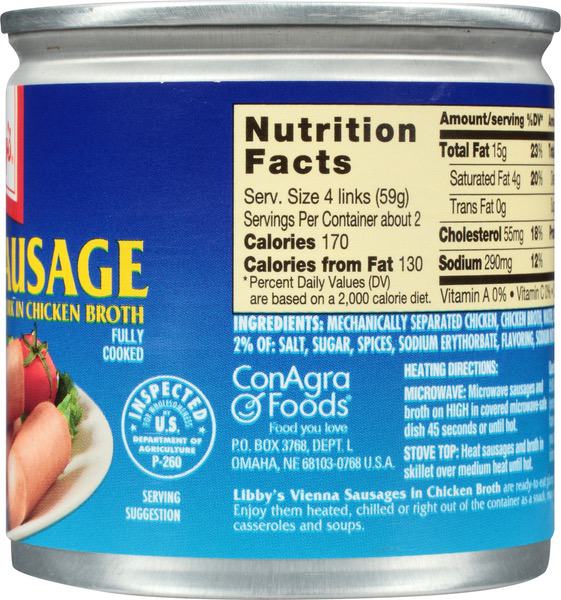 AUSAGE
IN CHICKEN BROTH
FULLY
COOKED
INSPECTED
FOR WHOLESOMENESS
BY
U.S.
DEPARTMENT OF
AGRICULTURE
P-260
SERVING
SUGGESTION
Nutrition
Facts
Serv. Size 4 links (59g)
Servings Per Container about 2
Calories 170
Calories from Fat 130
*Percent Daily Values (DV)
are based on a 2,000 calorie diet.
Amount/serving %DV*
Total Fat 15g 23%
Saturated Fat 4g 20%
Trans Fat 0g
Cholesterol 55mg 18%
Sodium 290mg 12%
Vitamin A 0% • Vitamin C 0%
INGREDIENTS: MECHANICALLY SEPARATED CHICKEN, CHICKEN BROTH,
2% OF: SALT, SUGAR, SPICES, SODIUM ERYTHORBATE, FLAVORING,
ConAgra
Foods®
Food you love
P.O. BOX 3768, DEPT. L
OMAHA, NE 68103-0768 U.S.A.
HEATING DIRECTIONS:
MICROWAVE: Microwave sausages and
broth on HIGH in covered microwave-safe
dish 45 seconds or until hot.
STOVE TOP: Heat sausages and broth in
skillet over medium heat until hot.
Libby's Vienna Sausages in Chicken Broth are ready-to-eat
Enjoy them heated, chilled or right out of the container as a snack,
casseroles and soups.